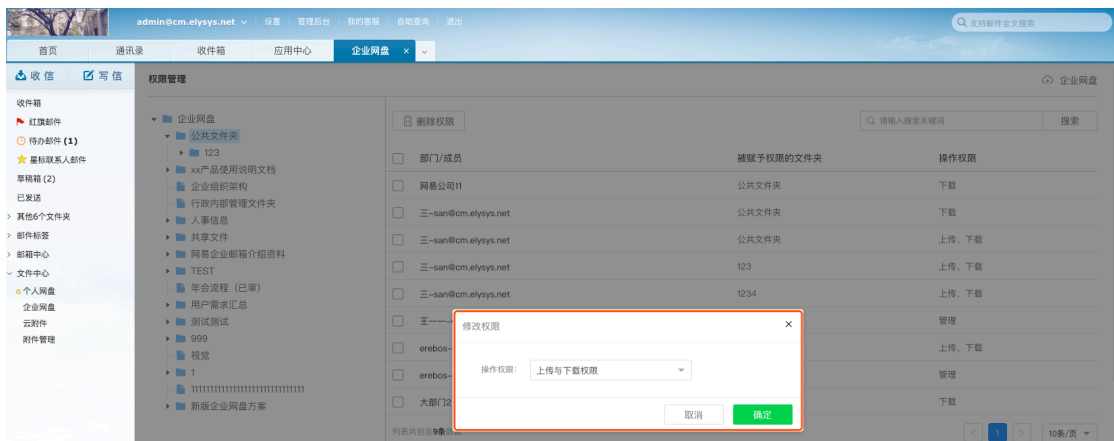 admin@cm.elysys.net 设置 管理后台 我的客服 自助查询 退出
支持邮件全文搜索
首页 通讯录 收件箱 应用中心 企业网盘 ×
收信 写信
权限管理 企业网盘
收件箱
红旗邮件
待办邮件 (1)
星标联系人邮件
草稿箱 (2)
已发送
其他6个文件夹
邮件标签
邮箱中心
文件中心
个人网盘
企业网盘
云附件
附件管理
企业网盘
公共文件夹
123
xx产品使用说明文档
企业组织架构
行政内部管理文件夹
人事信息
共享文件
网易企业邮箱介绍资料
TEST
年会流程(已审)
用户需求汇总
测试测试
999
视觉
1
新版企业网盘方案
删除权限 请输入搜索关键词 搜索
部门/成员 被赋予权限的文件夹 操作权限
网易公司11 公共文件夹 下载
三-san@cm.elysys.net 公共文件夹 下载
三-san@cm.elysys.net 公共文件夹 上传、下载
三-san@cm.elysys.net 123 上传、下载
三-san@cm.elysys.net 1234 上传、下载
管理
erebos- 上传、下载
erebos- 管理
大部门2 下载
修改权限 ×
操作权限: 上传与下载权限
取消 确定
列表共包含9条
< 1 > 10条/页